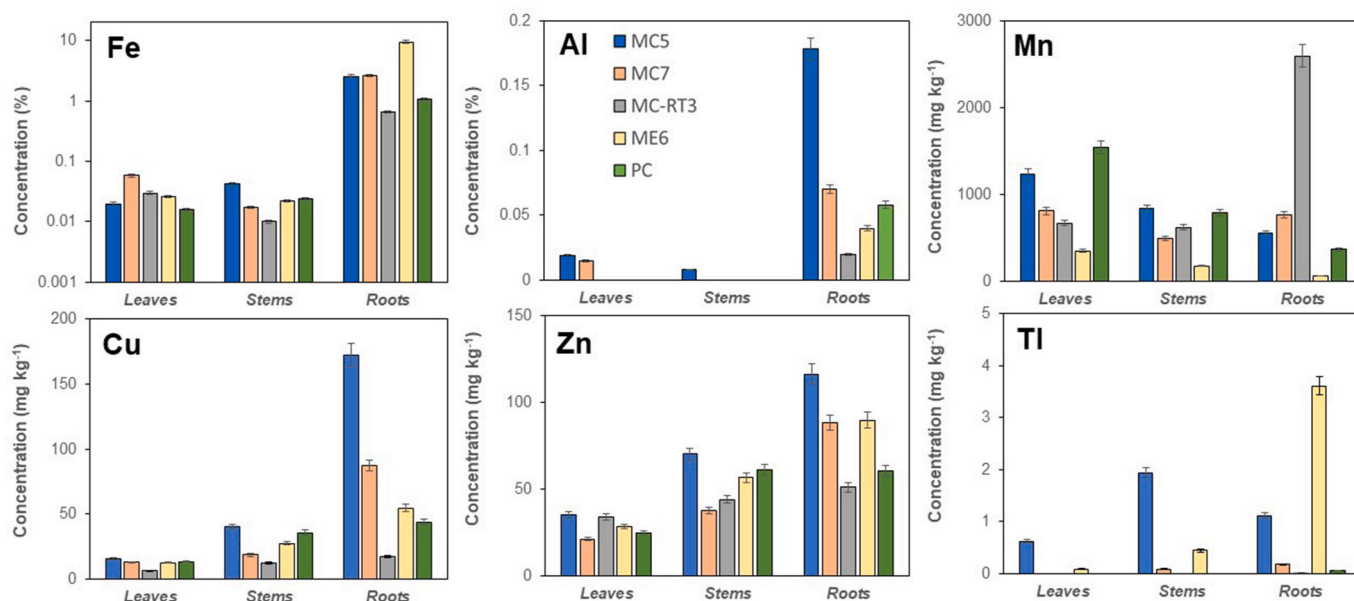 Fe
Concentration (%)
10
1
0.1
0.01
0.001
Leaves Stems Roots
Al
Concentration (%)
0.2
0.15
0.1
0.05
0
MC5
MC7
MC-RT3
ME6
PC
Leaves Stems Roots
Mn
Concentration (mg kg⁻¹)
3000
2000
1000
0
Leaves Stems Roots
Cu
Concentration (mg kg⁻¹)
200
150
100
50
0
Leaves Stems Roots
Zn
Concentration (mg kg⁻¹)
150
100
50
0
Leaves Stems Roots
Tl
Concentration (mg kg⁻¹)
5
4
3
2
1
0
Leaves Stems Roots